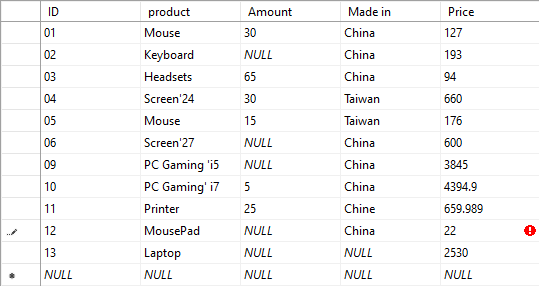 ID product Amount Made in Price
01 Mouse 30 China 127
02 Keyboard NULL China 193
03 Headsets 65 China 94
04 Screen'24 30 Taiwan 660
05 Mouse 15 Taiwan 176
06 Screen'27 NULL China 600
09 PC Gaming 'i5 NULL China 3845
10 PC Gaming' i7 5 China 4394.9
11 Printer 25 Chine 659.989
12 MousePad NULL China 22
13 Laptop NULL NULL 2530
NULL NULL NULL NULL NULL